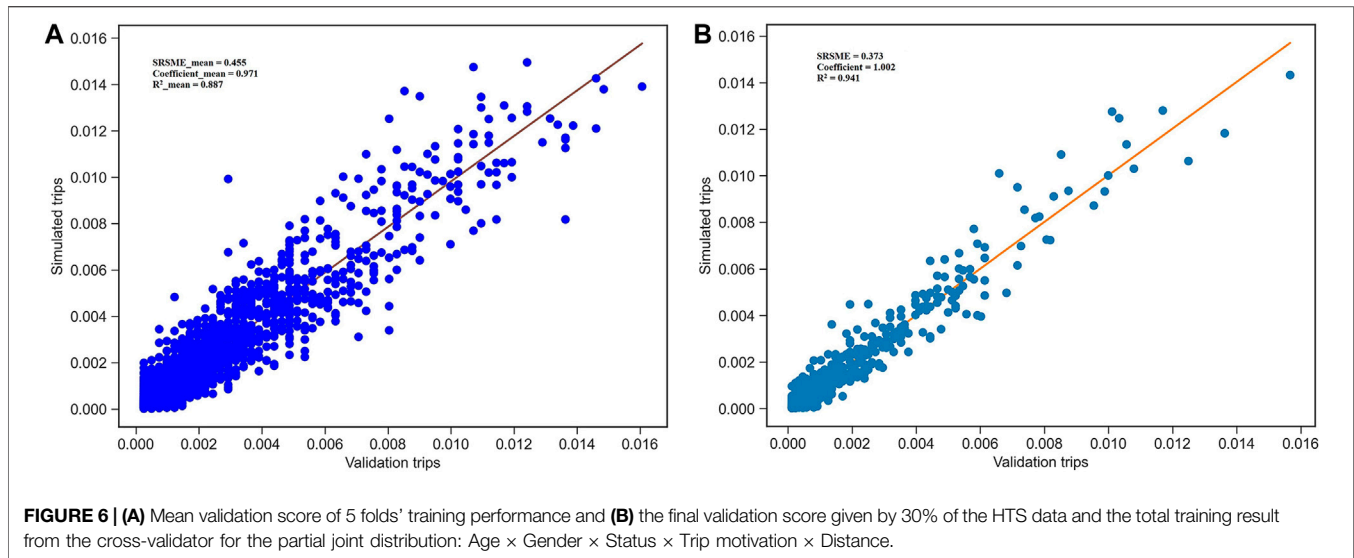 A
SRSME_mean = 0.455
Coefficient_mean = 0.971
R²_mean = 0.887
0.016
0.014
0.012
0.010
0.008
0.006
0.004
0.002
0.000
Simulated trips
0.000 0.002 0.004 0.006 0.008 0.010 0.012 0.014 0.016
Validation trips
B
SRSME = 0.373
Coefficient = 1.002
R² = 0.941
0.016
0.014
0.012
0.010
0.008
0.006
0.004
0.002
0.000
Simulated trips
0.000 0.002 0.004 0.006 0.008 0.010 0.012 0.014 0.016
Validation trips
FIGURE 6 | (A) Mean validation score of 5 folds' training performance and (B) the final validation score given by 30% of the HTS data and the total training result
from the cross-validator for the partial joint distribution: Age × Gender × Status × Trip motivation × Distance.